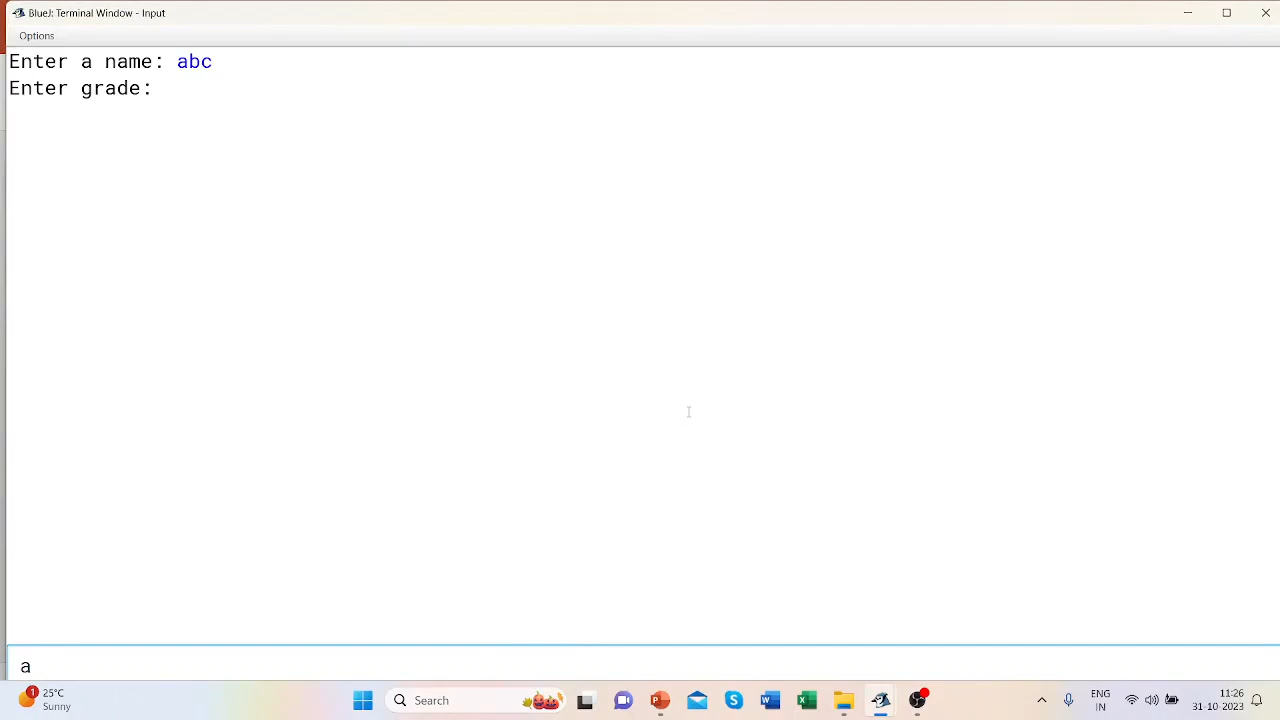 BlueJ: Terminal Window - Input
Options
Enter a name: abc
Enter grade:
a
1
25°C
Sunny
Search
ENG
IN
11:26
31-10-2023